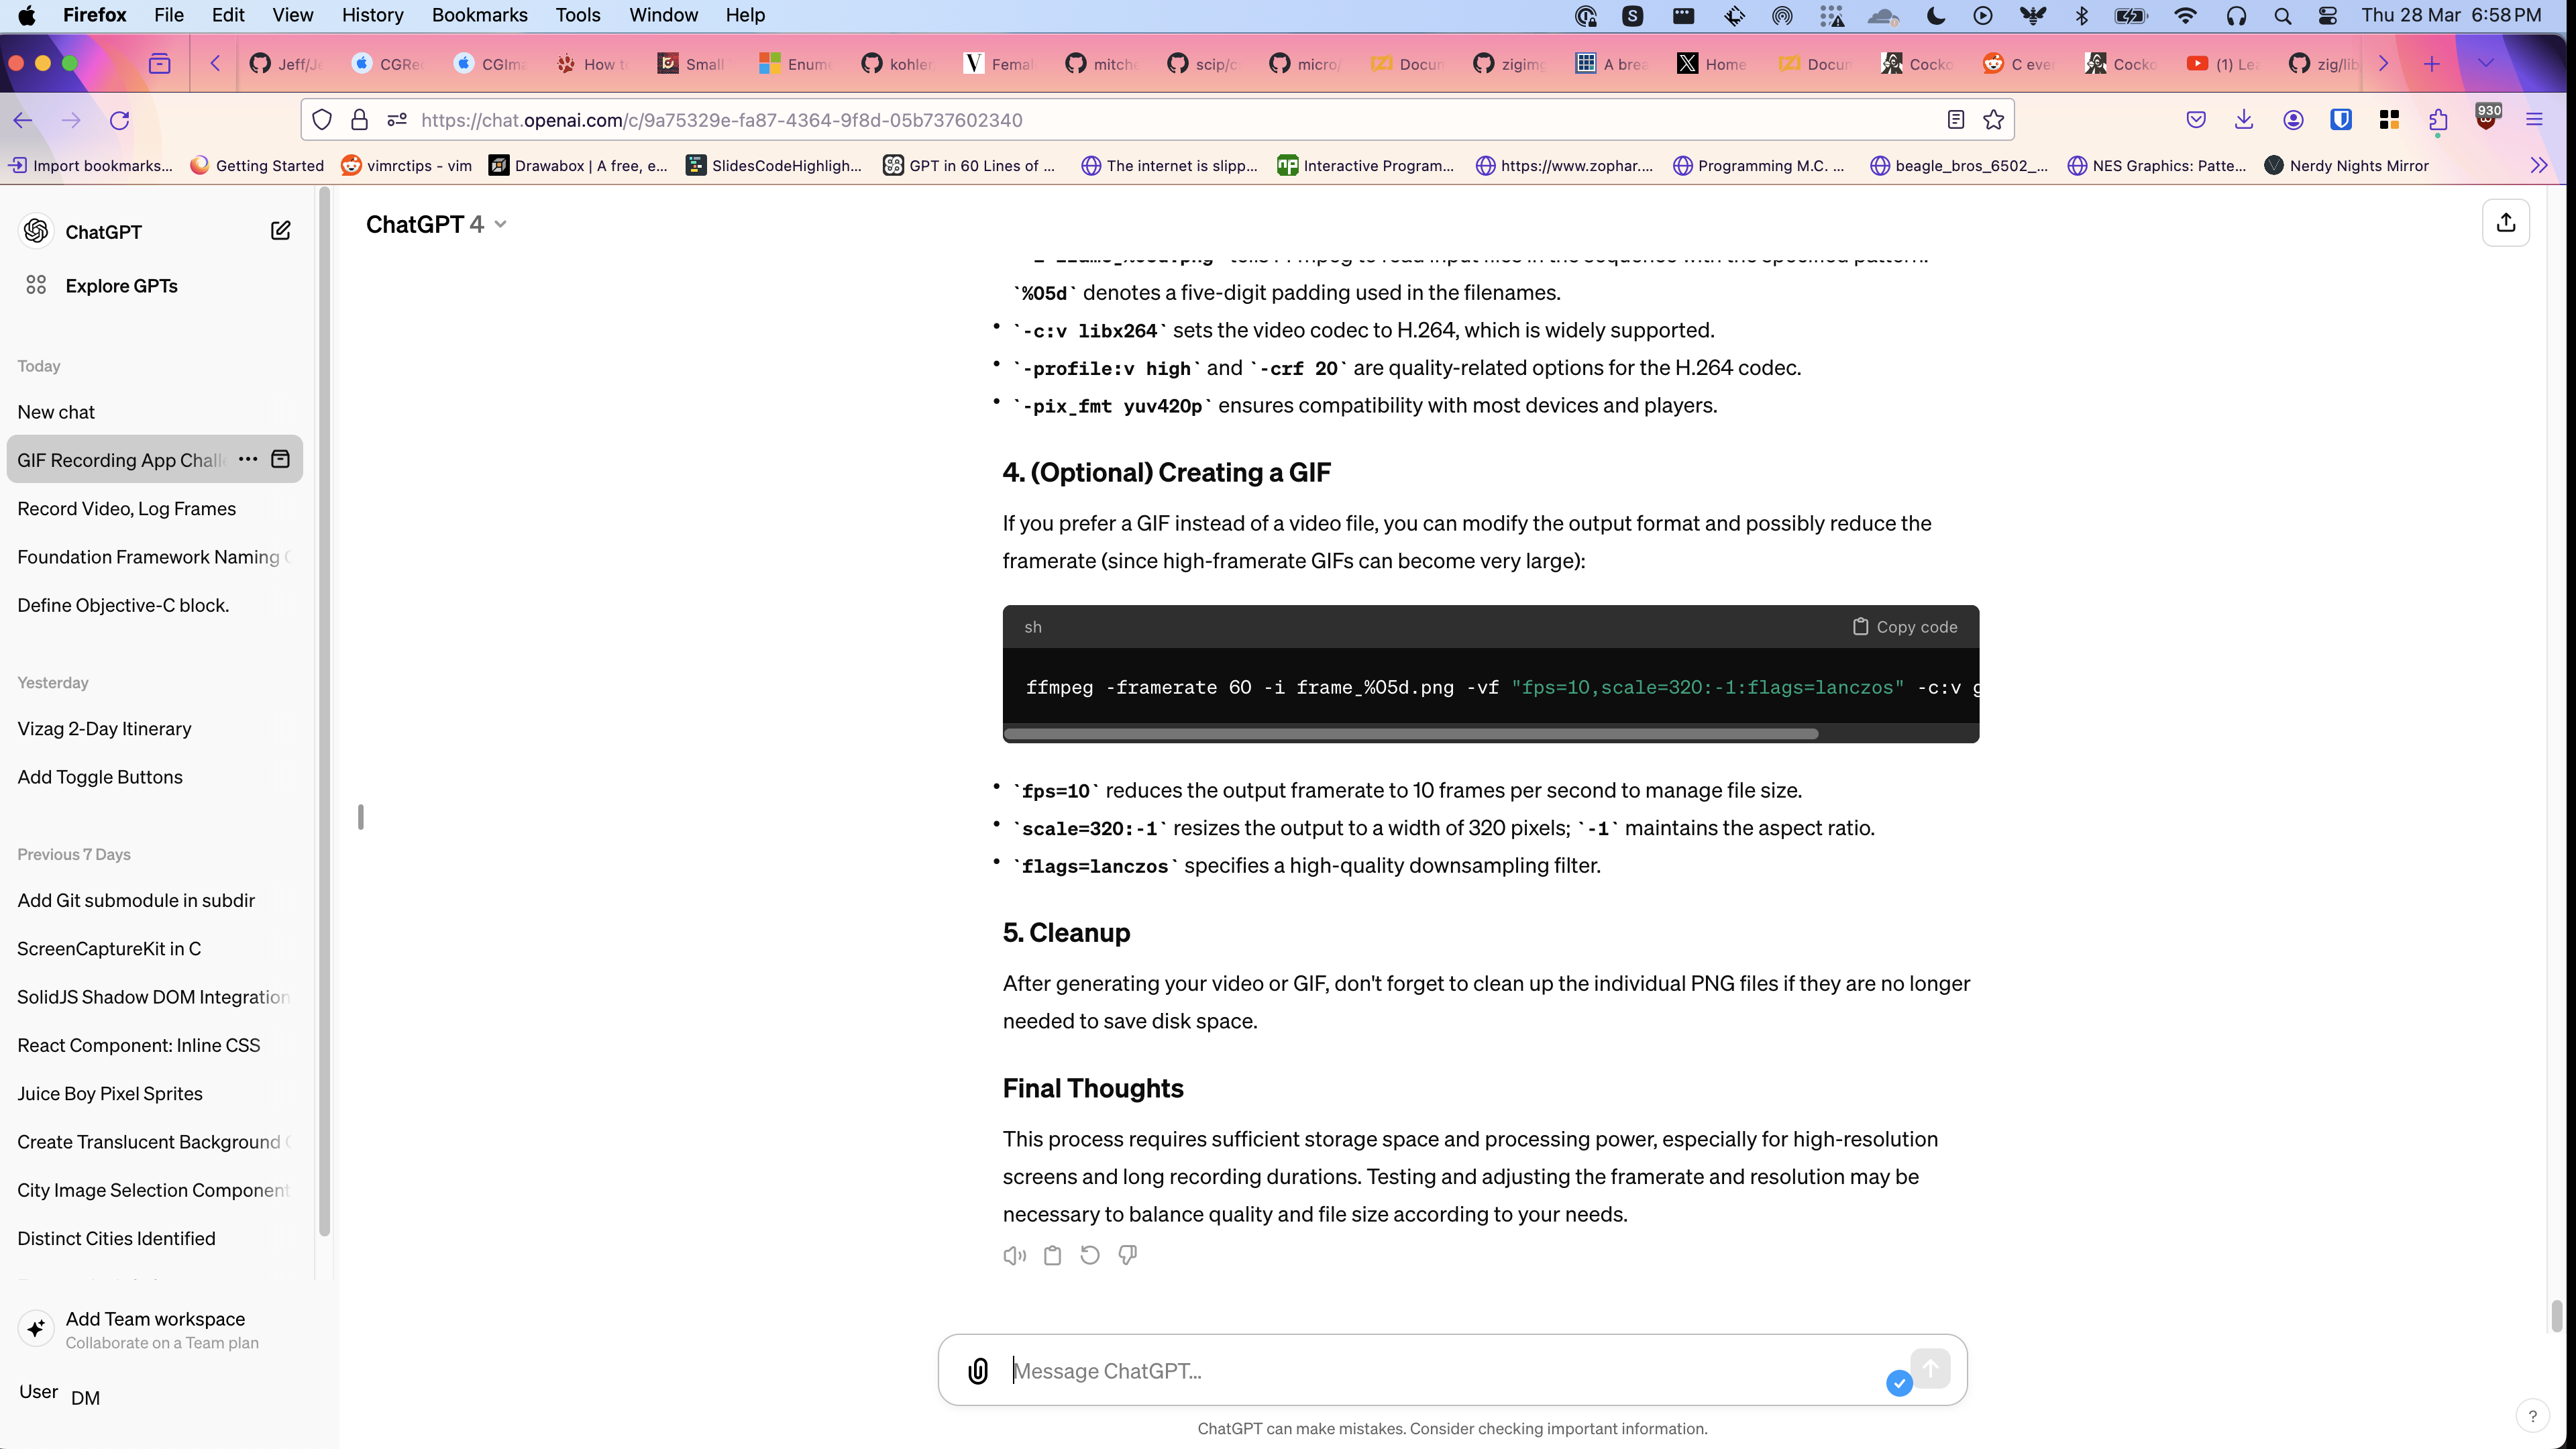 Firefox File Edit View History Bookmarks Tools Window Help Thu 28 Mar 6:58 PM
Jeff/J CGRe CGIma How t Small Enum kohler Femal mitche scip/c micro/ Docum zigimg A brea Home Docum Cocko C ever Cocko (1) Le zig/lib
https://chat.openai.com/c/9a75329e-fa87-4364-9f8d-05b737602340 930
Import bookmarks... Getting Started vimrctips - vim Drawabox | A free, e... SlidesCodeHighligh... GPT in 60 Lines of ... The internet is slipp... Interactive Program... https://www.zophar.... Programming M.C. ... beagle_bros_6502_... NES Graphics: Patte... Nerdy Nights Mirror
ChatGPT
Explore GPTs
Today
New chat
GIF Recording App Chall
Record Video, Log Frames
Foundation Framework Naming
Define Objective-C block.
Yesterday
Vizag 2-Day Itinerary
Add Toggle Buttons
Previous 7 Days
Add Git submodule in subdir
ScreenCaptureKit in C
SolidJS Shadow DOM Integration
React Component: Inline CSS
Juice Boy Pixel Sprites
Create Translucent Background
City Image Selection Component
Distinct Cities Identified
Add Team workspace
Collaborate on a Team plan
User DM
ChatGPT 4
`%05d` denotes a five-digit padding used in the filenames.
• `-c:v libx264` sets the video codec to H.264, which is widely supported.
• `-profile:v high` and `-crf 20` are quality-related options for the H.264 codec.
• `-pix_fmt yuv420p` ensures compatibility with most devices and players.
4. (Optional) Creating a GIF
If you prefer a GIF instead of a video file, you can modify the output format and possibly reduce the
framerate (since high-framerate GIFs can become very large):
sh Copy code
ffmpeg -framerate 60 -i frame_%05d.png -vf "fps=10,scale=320:-1:flags=lanczos" -c:v g
• `fps=10` reduces the output framerate to 10 frames per second to manage file size.
• `scale=320:-1` resizes the output to a width of 320 pixels; `-1` maintains the aspect ratio.
• `flags=lanczos` specifies a high-quality downsampling filter.
5. Cleanup
After generating your video or GIF, don't forget to clean up the individual PNG files if they are no longer
needed to save disk space.
Final Thoughts
This process requires sufficient storage space and processing power, especially for high-resolution
screens and long recording durations. Testing and adjusting the framerate and resolution may be
necessary to balance quality and file size according to your needs.
Message ChatGPT...
ChatGPT can make mistakes. Consider checking important information.
?